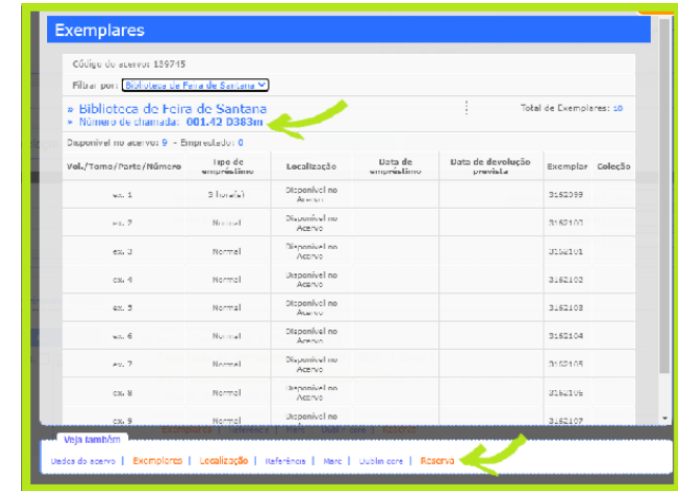 Exemplares
Código do acervo: 139745
Filtrar por: Biblioteca de Feira de Santana
» Biblioteca de Feira de Santana
Total de Exemplares: 10
» Número de chamada: 001.42 D383m
Disponível no acervo: 9 - Emprestado: 0
Vol./Tomo/Parte/Número Tipo de empréstimo Localização Data de empréstimo Data de devolução prevista Exemplar Coleção
ex. 1 3 hora(s) Disponível no Acervo 3162099
ex. 2 Normal Disponível no Acervo 3162100
ex. 3 Normal Disponível no Acervo 3162101
ex. 4 Normal Disponível no Acervo 3162102
ex. 5 Normal Disponível no Acervo 3162103
ex. 6 Normal Disponível no Acervo 3162104
ex. 7 Normal Disponível no Acervo 3162105
ex. 8 Normal Disponível no Acervo 3162106
ex. 9 Normal Disponível no Acervo 3162107
Veja também
Dados do acervo | Exemplares | Localização | Referência | Marc | Dublin core | Reserva